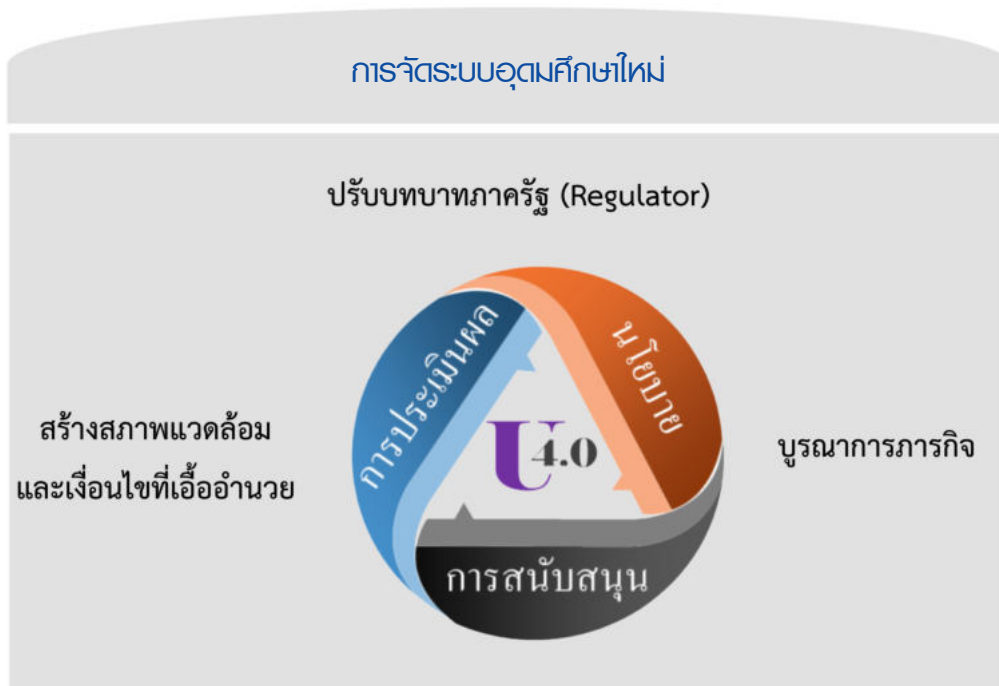 การจัดระบบอุดมศึกษาใหม่
ปรับบทบาทภาครัฐ (Regulator)
การประเมินผล
นโยบาย
สร้างสภาพแวดล้อม
และเงื่อนไขที่เอื้ออำนวย
U 4.0
บูรณาการภารกิจ
การสนับสนุน